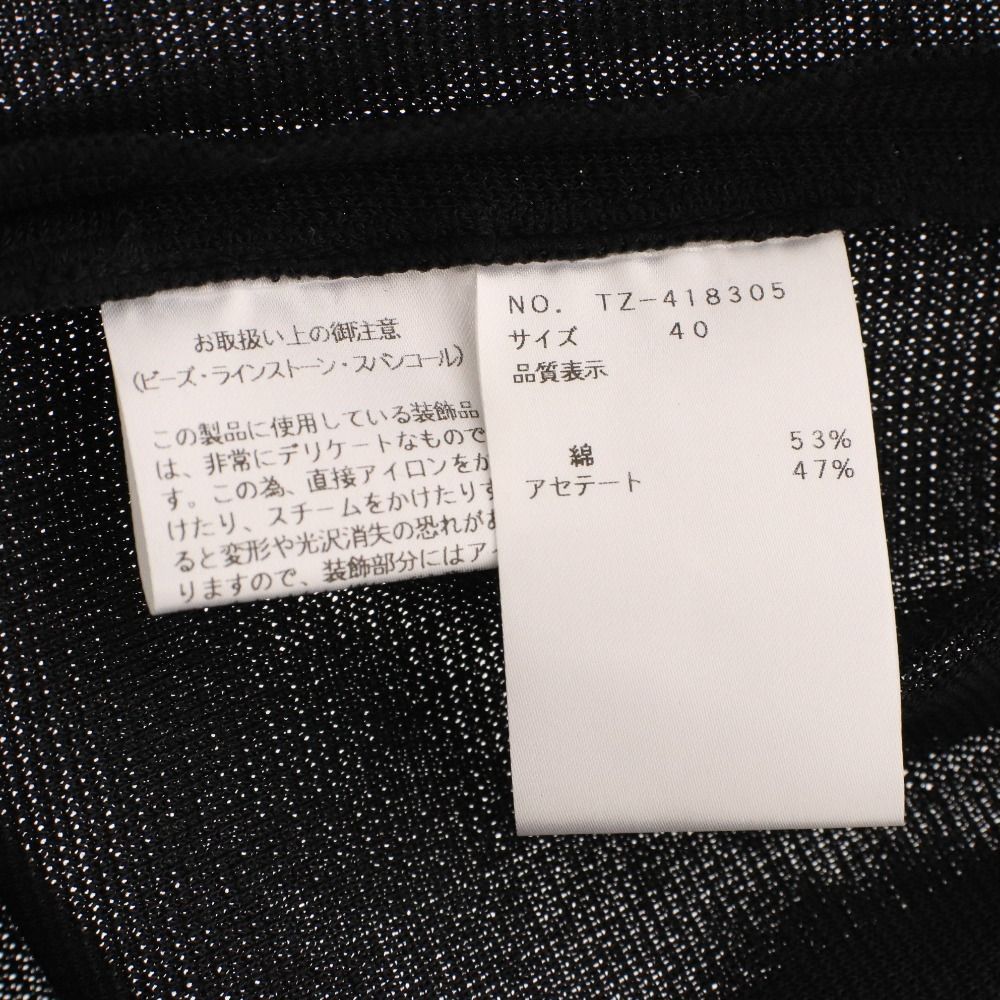 お取扱い上の御注意
(ビーズ・ラインストーン・スパンコール)
この製品に使用している装飾品
は、非常にデリケートなもので
す。この為、直接アイロンをか
けたり、スチームをかけたりす
ると変形や光沢消失の恐れがあ
りますので、装飾部分にはアイ
NO. TZ-418305
サイズ 40
品質表示
綿 53%
アセテート 47%